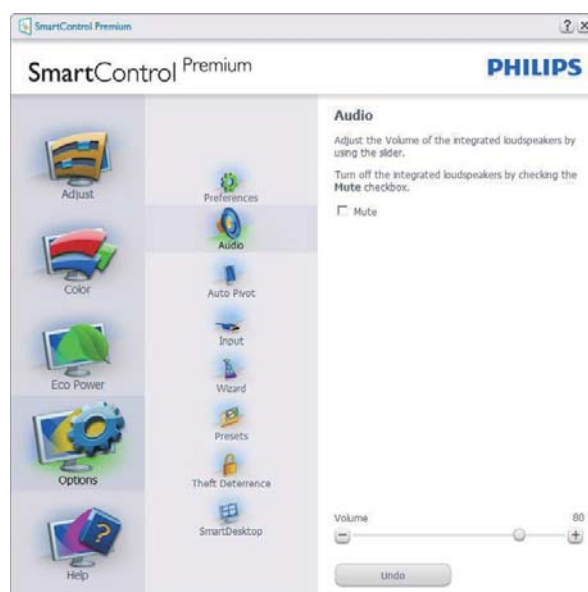 SmartControl Premium
? x
SmartControl Premium
PHILIPS
Adjust
Color
Eco Power
Options
Help
Preferences
Audio
Auto Pivot
Input
Wizard
Presets
Theft Deterrence
SmartDesktop
Audio
Adjust the Volume of the integrated loudspeakers by
using the slider.
Turn off the integrated loudspeakers by checking the
Mute checkbox.
Mute
Volume 80
Undo